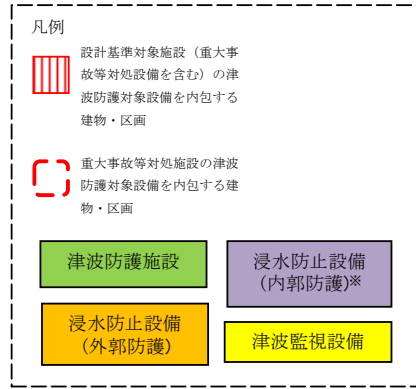 凡例
設計基準対象施設（重大事
故等対処設備を含む）の津
波防護対象設備を内包する
建物・区画
重大事故等対処施設の津波
防護対象設備を内包する建
物・区画
津波防護施設
浸水防止設備
(内郭防護)※
浸水防止設備
(外郭防護)
津波監視設備